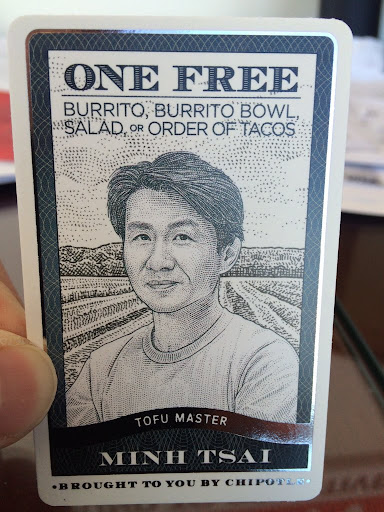 ONE FREE
BURRITO, BURRITO BOWL,
SALAD, OR ORDER OF TACOS
TOFU MASTER
MINH TSAI
•BROUGHT TO YOU BY CHIPOTLE•